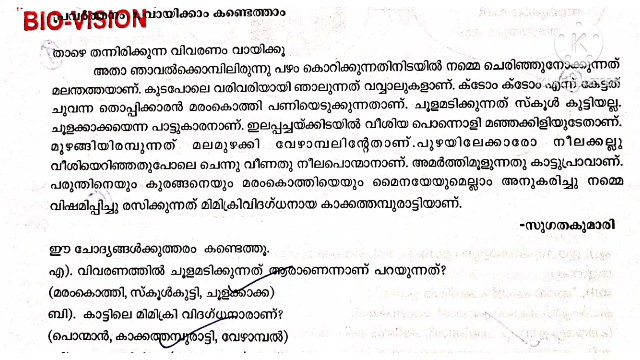 പ്രവർത്തനം വായിക്കാം കണ്ടെത്താം
BIO-VISION
താഴെ തന്നിരിക്കുന്ന വിവരണം വായിക്കൂ
അതാ ഞാവൽക്കൊമ്പിലിരുന്നു പഴം കൊറിക്കുന്നതിനിടയിൽ നമ്മെ ചെരിഞ്ഞുനോക്കുന്നത്
മലന്തത്തയാണ്. കുടപോലെ വരിവരിയായി ഞാലുന്നത് വവ്വാലുകളാണ്. ക്ടോം ക്ടോം എന്ന് കേട്ടത്
ചുവന്ന തൊപ്പിക്കാരൻ മരംകൊത്തി പണിയെടുക്കുന്നതാണ്. ചൂളമടിക്കുന്നത് സ്കൂൾ കുട്ടിയല്ല.
ചൂളക്കാക്കയെന്ന പാട്ടുകാരനാണ്. ഇലപ്പച്ചയ്ക്കിടയിൽ വീശിയ പൊന്നൊളി മഞ്ഞക്കിളിയുടേതാണ്.
മുഴങ്ങിയിരമ്പുന്നത് മലമുഴക്കി വേഴാമ്പലിന്റേതാണ്.പുഴയിലേക്കാരോ നീലക്കല്ലു
വീശിയെറിഞ്ഞതുപോലെ ചെന്നു വീണതു നീലപൊന്മാനാണ്. അമർത്തിമൂളുന്നതു കാട്ടുപ്രാവാണ്.
പരുന്തിനെയും കുരങ്ങനെയും മരംകൊത്തിയെയും മൈനയേയുമെല്ലാം അനുകരിച്ചു നമ്മെ
വിഷമിപ്പിച്ചു രസിക്കുന്നത് മിമിക്രിവിദഗ്ധനായ കാക്കത്തമ്പുരാട്ടിയാണ്.
-സുഗതകുമാരി
ഈ ചോദ്യങ്ങൾക്കുത്തരം കണ്ടെത്തൂ.
എ). വിവരണത്തിൽ ചൂളമടിക്കുന്നത് ആരാണെന്നാണ് പറയുന്നത്?
(മരംകൊത്തി, സ്കൂൾകുട്ടി, ചൂളക്കാക്ക)
ബി). കാട്ടിലെ മിമിക്രി വിദഗ്ധനാരാണ്?
(പൊന്മാൻ, കാക്കത്തമ്പുരാട്ടി, വേഴാമ്പൽ)